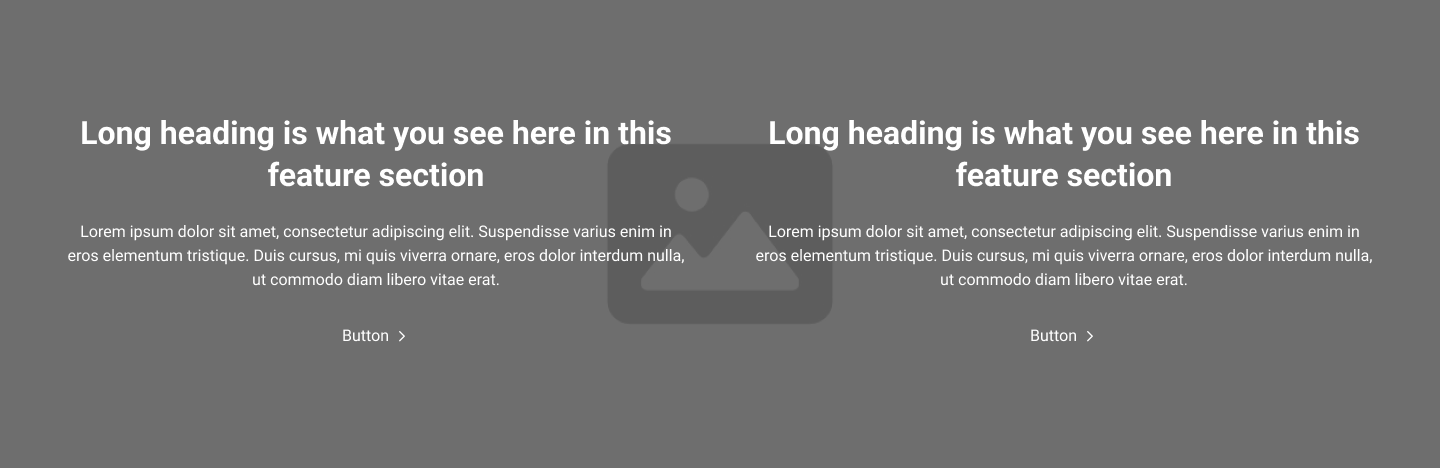 Long heading is what you see here in this
feature section
Lorem ipsum dolor sit amet, consectetur adipiscing elit. Suspendisse varius enim in
eros elementum tristique. Duis cursus, mi quis viverra ornare, eros dolor interdum nulla,
ut commodo diam libero vitae erat.
Button
Long heading is what you see here in this
feature section
Lorem ipsum dolor sit amet, consectetur adipiscing elit. Suspendisse varius enim in
eros elementum tristique. Duis cursus, mi quis viverra ornare, eros dolor interdum nulla,
ut commodo diam libero vitae erat.
Button